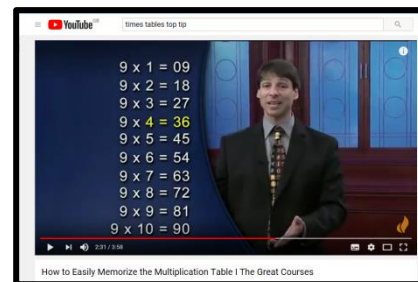 YouTube GB
times tables top tip
9 x 1 = 09
9 x 2 = 18
9 x 3 = 27
9 x 4 = 36
9 x 5 = 45
9 x 6 = 54
9 x 7 = 63
9 x 8 = 72
9 x 9 = 81
9 x 10 = 90
2:31 / 3:58
How to Easily Memorize the Multiplication Table I The Great Courses